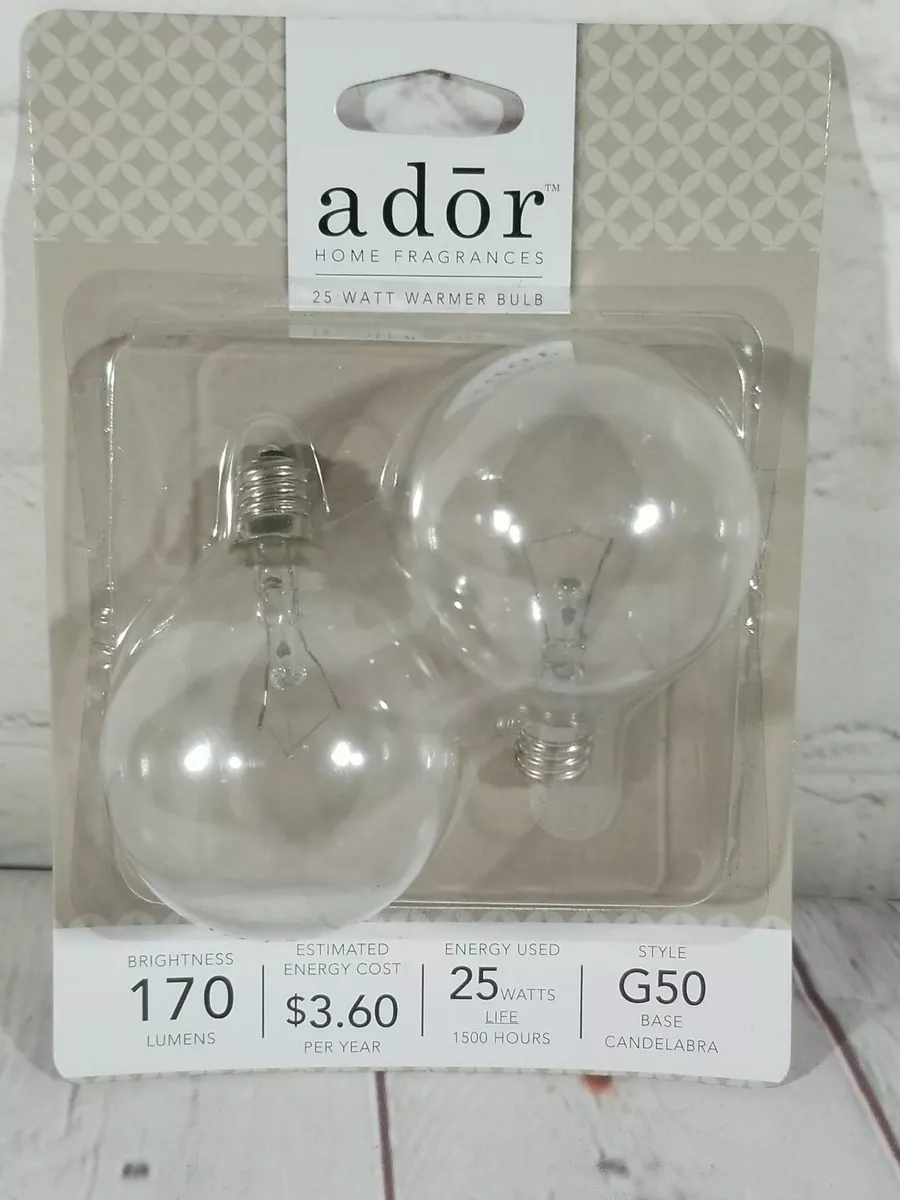 adōr™
HOME FRAGRANCES
25 WATT WARMER BULB
BRIGHTNESS
170
LUMENS
ESTIMATED
ENERGY COST
$3.60
PER YEAR
ENERGY USED
25 WATTS
LIFE
1500 HOURS
STYLE
G50
BASE
CANDELABRA